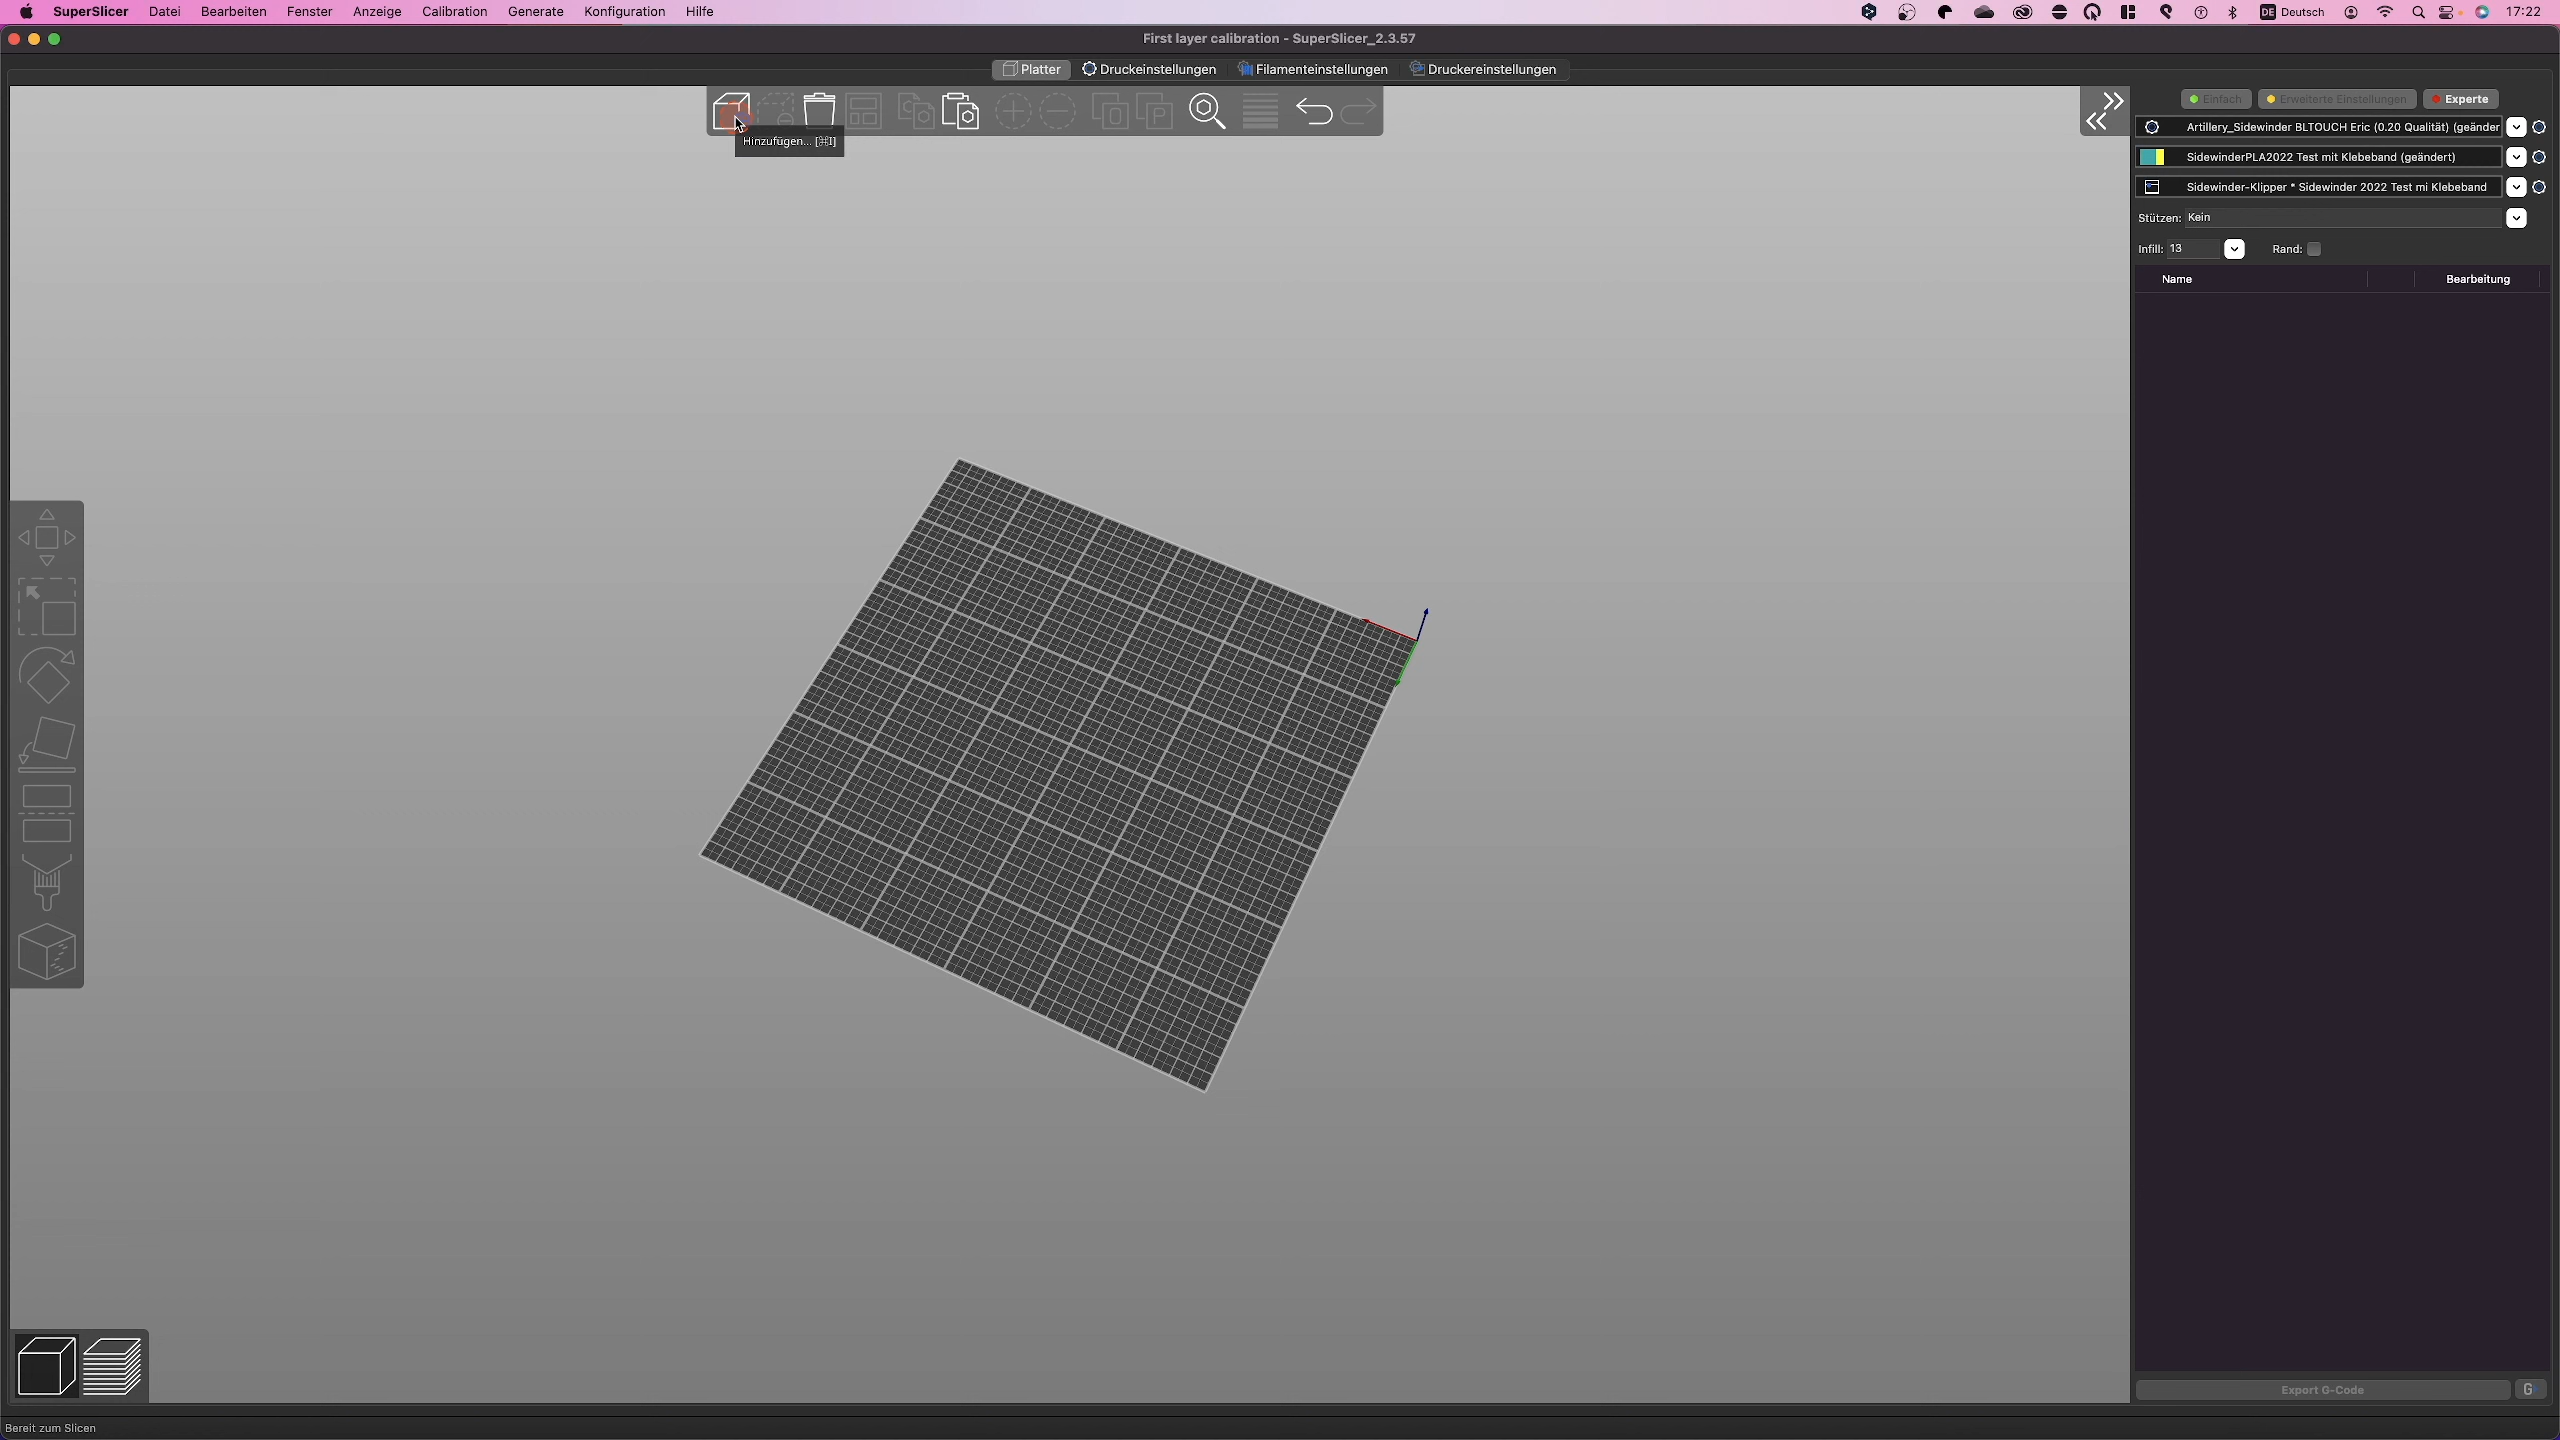 SuperSlicer Datei Bearbeiten Fenster Anzeige Calibration Generate Konfiguration Hilfe DE Deutsch 17:22
First layer calibration - SuperSlicer_2.3.57
Platter Druckeinstellungen Filamenteinstellungen Druckereinstellungen
Einfach Erweiterte Einstellungen Experte
Hinzufügen... [⌘I]
Artillery_Sidewinder BLTOUCH Eric (0.20 Qualität) (geänder
SidewinderPLA2022 Test mit Klebeband (geändert)
Sidewinder-Klipper * Sidewinder 2022 Test mi Klebeband
Stützen: Kein
Infill: 13 Rand:
Name Bearbeitung
Export G-Code G
Bereit zum Slicen